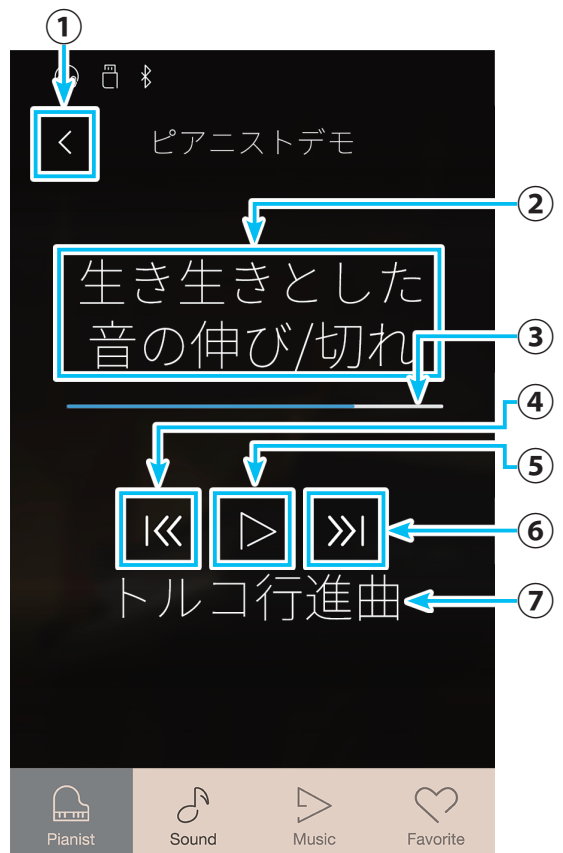 ①
ピアニストデモ
②
生き生きとした
音の伸び/切れ
③
④
⑤
⑥
トルコ行進曲
⑦
Pianist
Sound
Music
Favorite